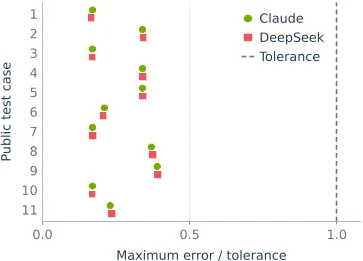 Public test case
1
2
3
4
5
6
7
8
9
10
11
Claude
DeepSeek
Tolerance
0.0
0.5
1.0
Maximum error / tolerance